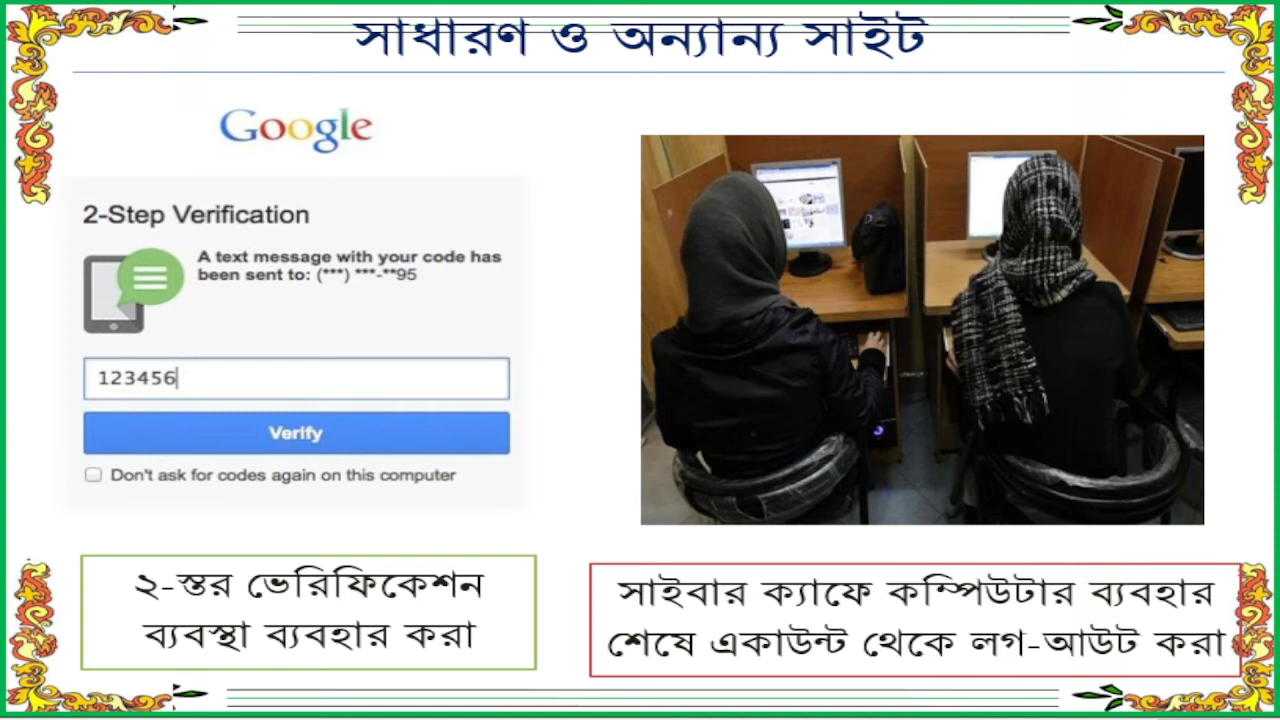 সাধারণ ও অন্যান্য সাইট
Google
2-Step Verification
A text message with your code has
been sent to: (***) ***-**95
123456
Verify
Don't ask for codes again on this computer
২-স্তর ভেরিফিকেশন
ব্যবস্থা ব্যবহার করা
সাইবার ক্যাফে কম্পিউটার ব্যবহার
শেষে একাউন্ট থেকে লগ-আউট করা